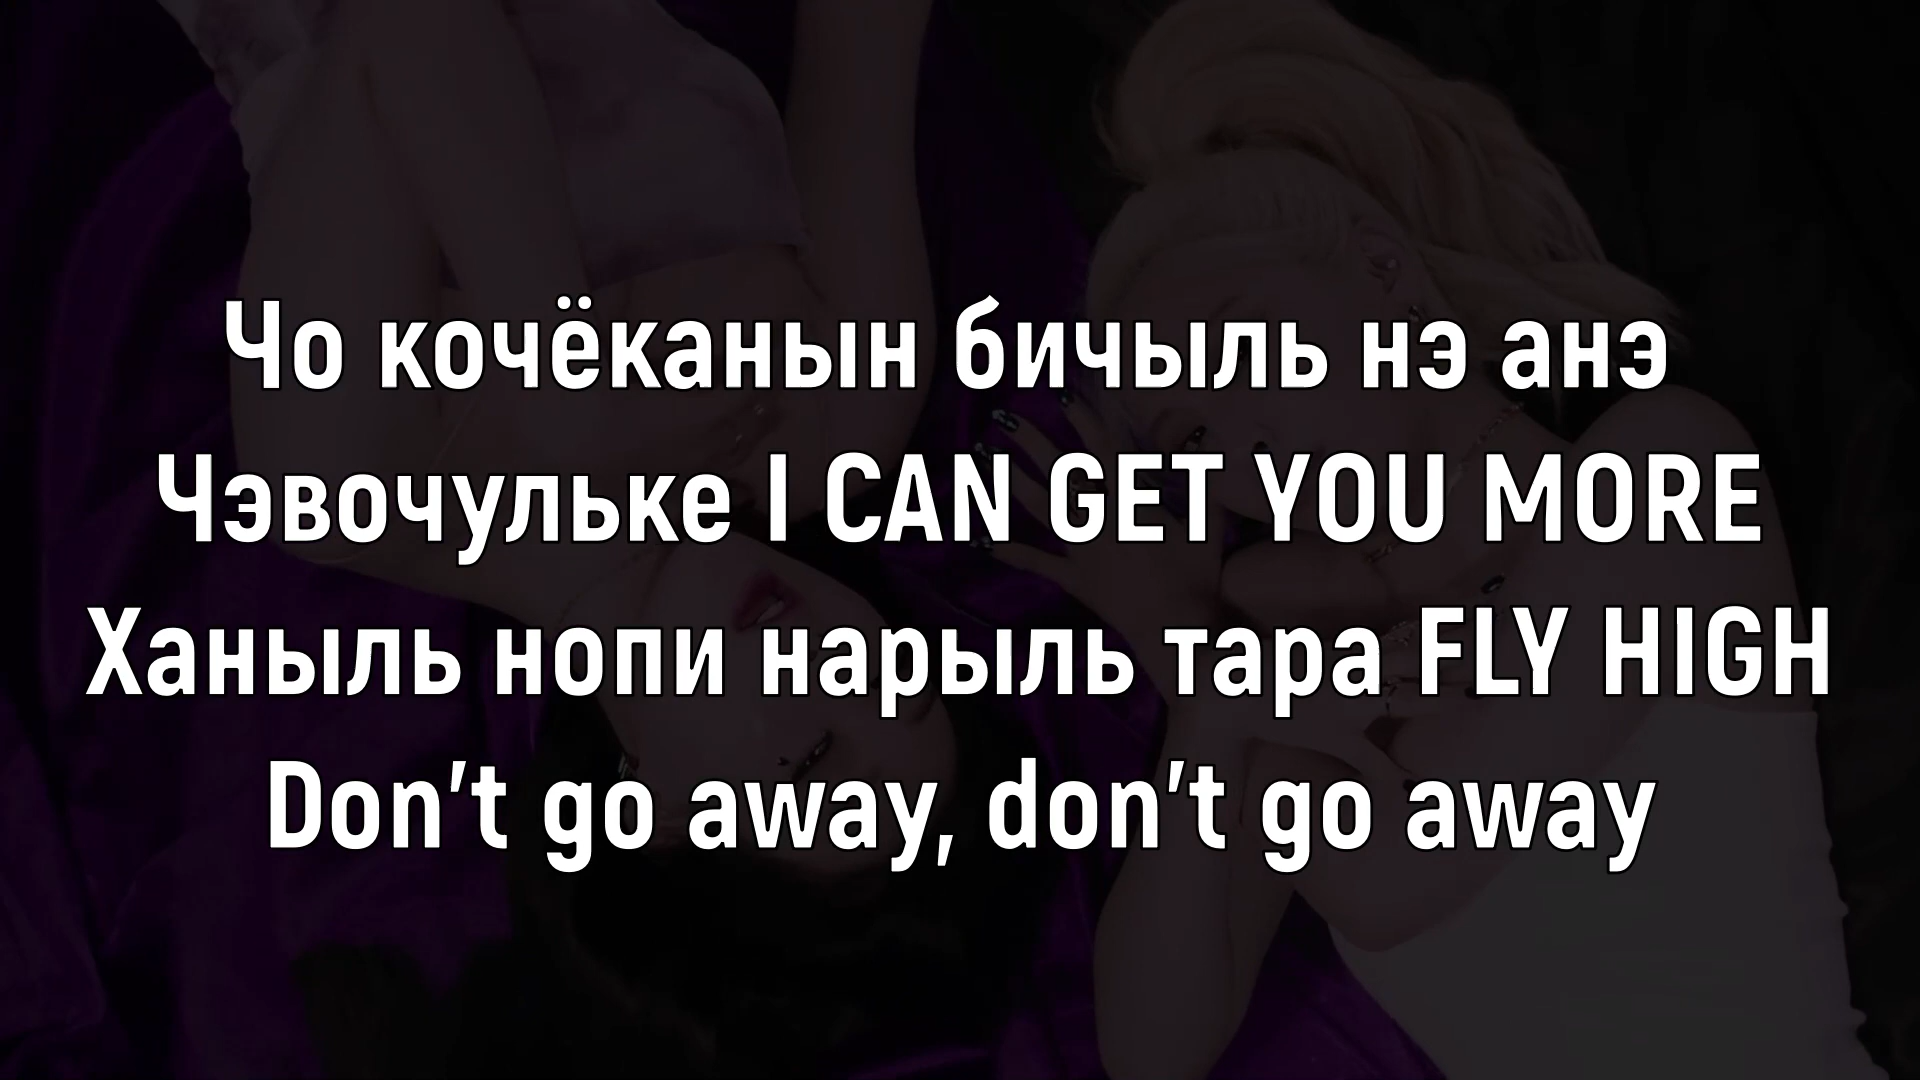 Чо кочёканын бичыль нэ анэ
Чэвочульке I CAN GET YOU MORE
Ханыль нопи нарыль тара FLY HIGH
Don't go away, don't go away